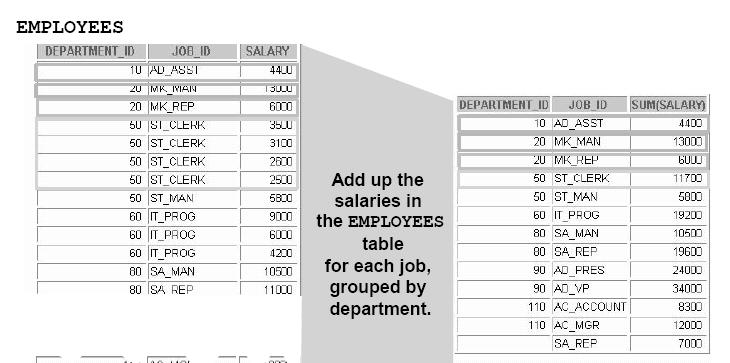 EMPLOYEES
DEPARTMENT_ID JOB_ID SALARY
10 AD_ASST 4400
20 MK_MAN 13000
20 MK_REP 6000
50 ST_CLERK 3500
50 ST_CLERK 3100
50 ST_CLERK 2600
50 ST_CLERK 2500
50 ST_MAN 5800
60 IT_PROG 9000
60 IT_PROG 6000
60 IT_PROG 4200
80 SA_MAN 10500
80 SA_REP 11000
Add up the
salaries in
the EMPLOYEES
table
for each job,
grouped by
department.
DEPARTMENT_ID JOB_ID SUM(SALARY)
10 AD_ASST 4400
20 MK_MAN 13000
20 MK_REP 6000
50 ST_CLERK 11700
50 ST_MAN 5800
60 IT_PROG 19200
80 SA_MAN 10500
80 SA_REP 19600
90 AD_PRES 24000
90 AD_VP 34000
110 AC_ACCOUNT 8300
110 AC_MGR 12000
SA_REP 7000